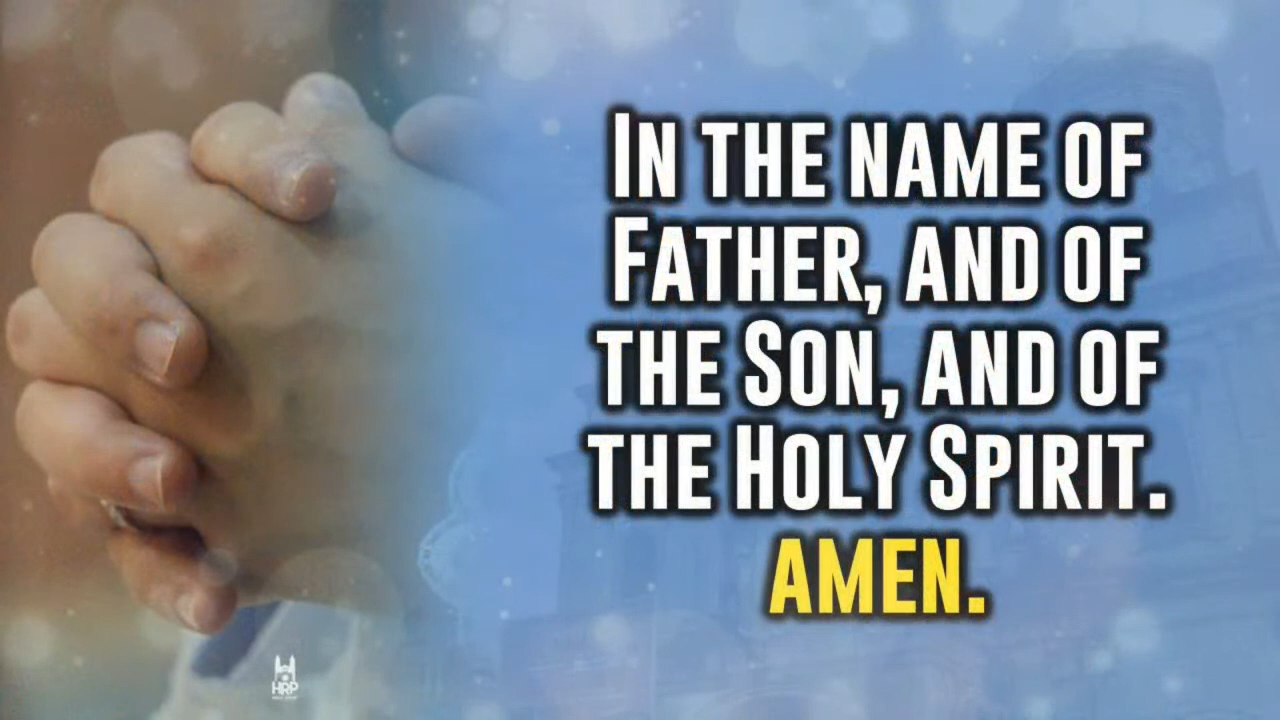 In the name of
Father, and of
the Son, and of
the Holy Spirit.
Amen.
HRP